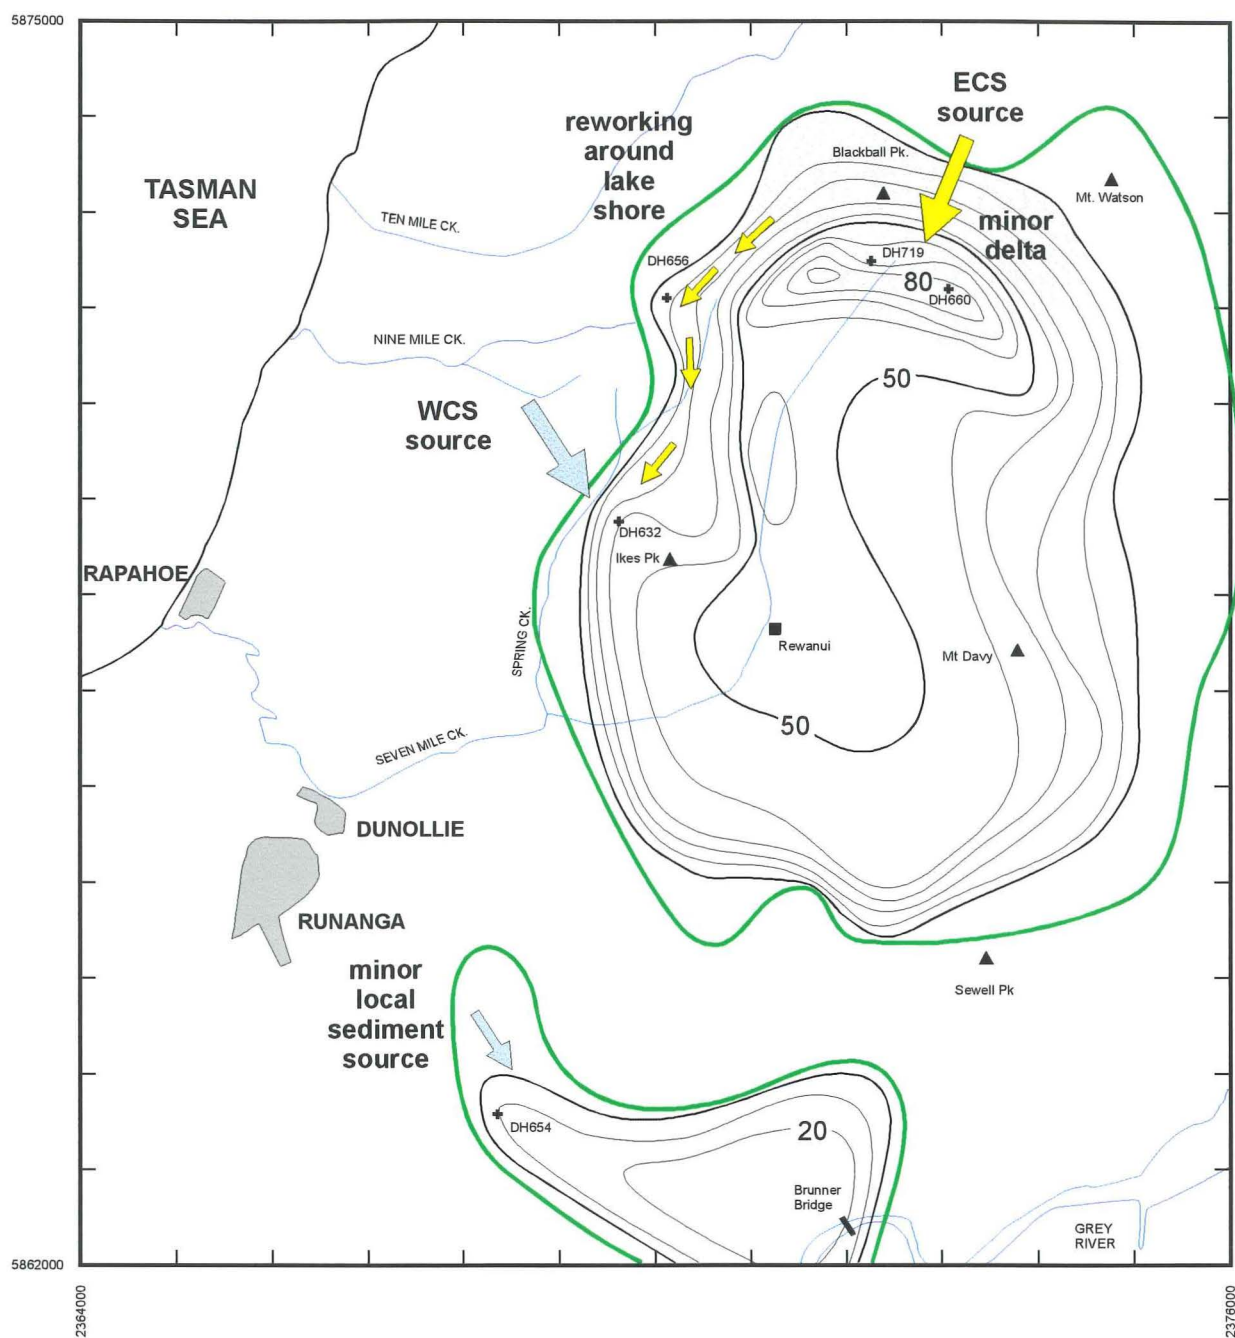 5875000
ECS
source
reworking
around
lake
shore
Blackball Pk.
TASMAN
SEA
Mt. Watson
TEN MILE CK.
minor
delta
DH656
DH719
80
DH660
NINE MILE CK.
50
WCS
source
DH632
Ikes Pk
RAPAHOE
SPRING CK.
Rewanui
Mt Davy
50
SEVEN MILE CK.
DUNOLLIE
RUNANGA
minor
local
sediment
source
Sewell Pk
DH654
20
Brunner
Bridge
GREY
RIVER
5862000
2364000
2376000